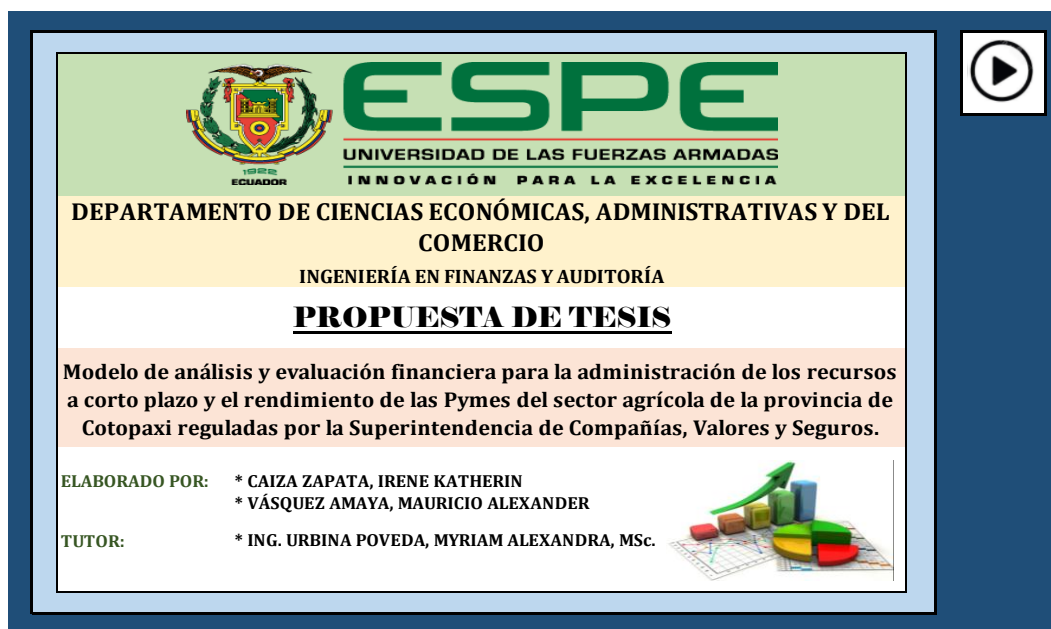 ESPE
UNIVERSIDAD DE LAS FUERZAS ARMADAS
INNOVACIÓN PARA LA EXCELENCIA
1922
ECUADOR
DEPARTAMENTO DE CIENCIAS ECONÓMICAS, ADMINISTRATIVAS Y DEL
COMERCIO
INGENIERÍA EN FINANZAS Y AUDITORÍA
PROPUESTA DE TESIS
Modelo de análisis y evaluación financiera para la administración de los recursos
a corto plazo y el rendimiento de las Pymes del sector agrícola de la provincia de
Cotopaxi reguladas por la Superintendencia de Compañías, Valores y Seguros.
ELABORADO POR: * CAIZA ZAPATA, IRENE KATHERIN
* VÁSQUEZ AMAYA, MAURICIO ALEXANDER
TUTOR: * ING. URBINA POVEDA, MYRIAM ALEXANDRA, MSc.